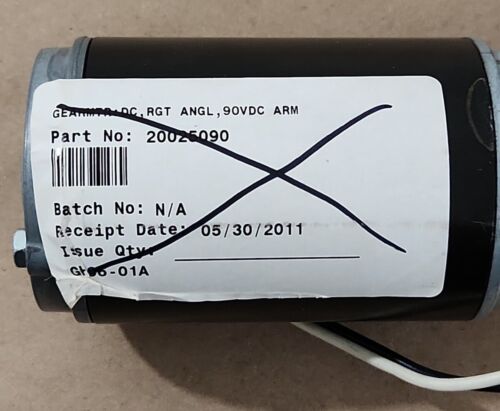 GEARMTR:DC,RGT ANGL,90VDC ARM
Part No: 20025090
Batch No: N/A
Receipt Date: 05/30/2011
Issue Qty:
-01A